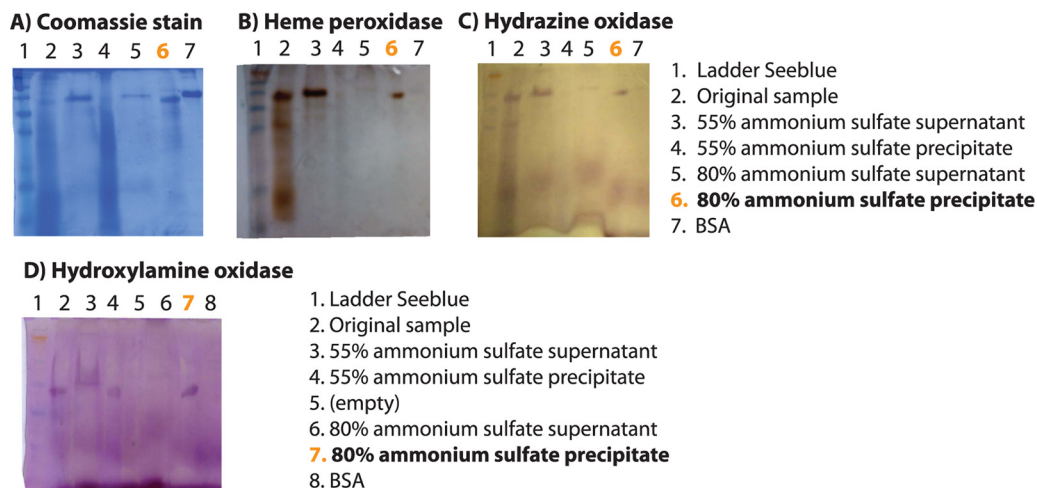 A) Coomassie stain
1 2 3 4 5 6 7
B) Heme peroxidase
1 2 3 4 5 6 7
C) Hydrazine oxidase
1 2 3 4 5 6 7
1. Ladder Seeblue
2. Original sample
3. 55% ammonium sulfate supernatant
4. 55% ammonium sulfate precipitate
5. 80% ammonium sulfate supernatant
6. 80% ammonium sulfate precipitate
7. BSA
D) Hydroxylamine oxidase
1 2 3 4 5 6 7 8
1. Ladder Seeblue
2. Original sample
3. 55% ammonium sulfate supernatant
4. 55% ammonium sulfate precipitate
5. (empty)
6. 80% ammonium sulfate supernatant
7. 80% ammonium sulfate precipitate
8. BSA